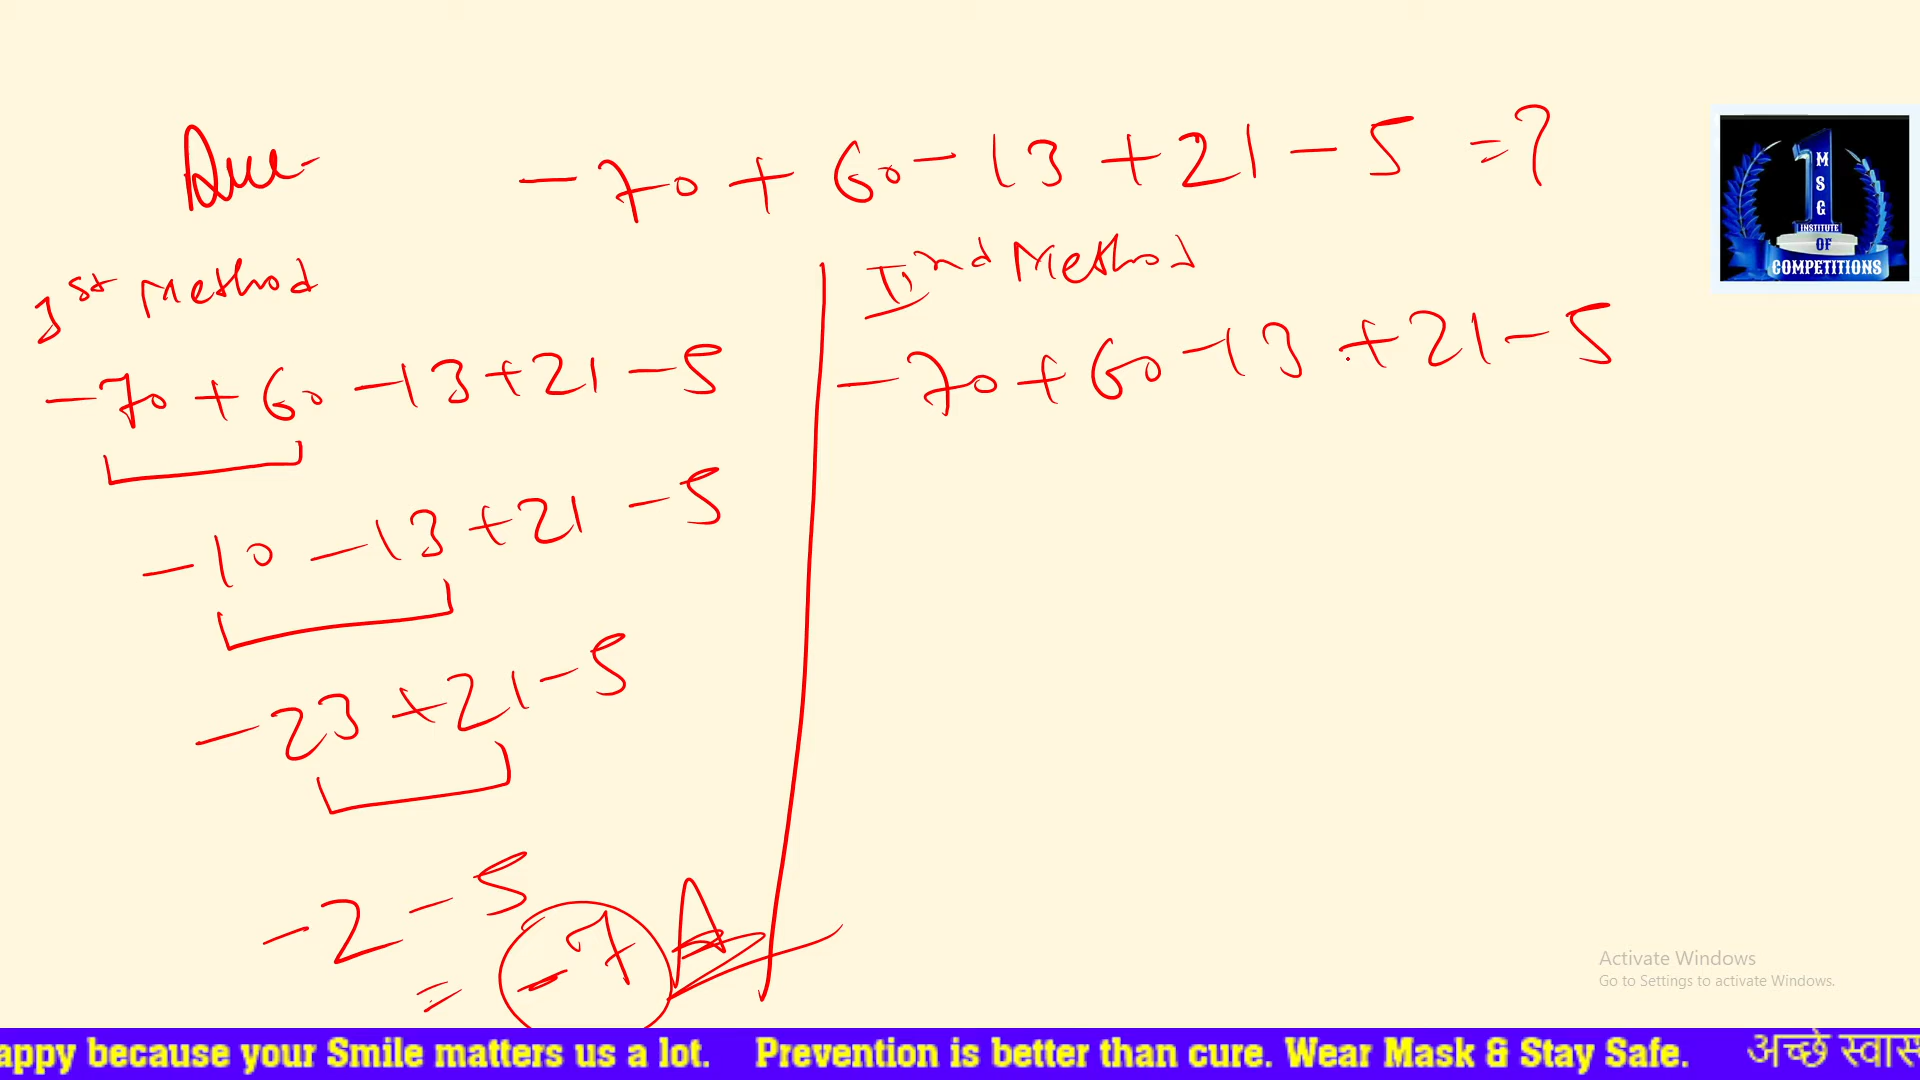 Que -70 + 60 - 13 + 21 - 5 = ?
1st Method
-70 + 60 - 13 + 21 - 5
-10 - 13 + 21 - 5
-23 + 21 - 5
-2 - 5
= -7 A
IInd Method
-70 + 60 - 13 + 21 - 5
1
MSG
INSTITUTE
OF
COMPETITIONS
Activate Windows
Go to Settings to activate Windows.
appy because your Smile matters us a lot. Prevention is better than cure. Wear Mask & Stay Safe. अच्छे